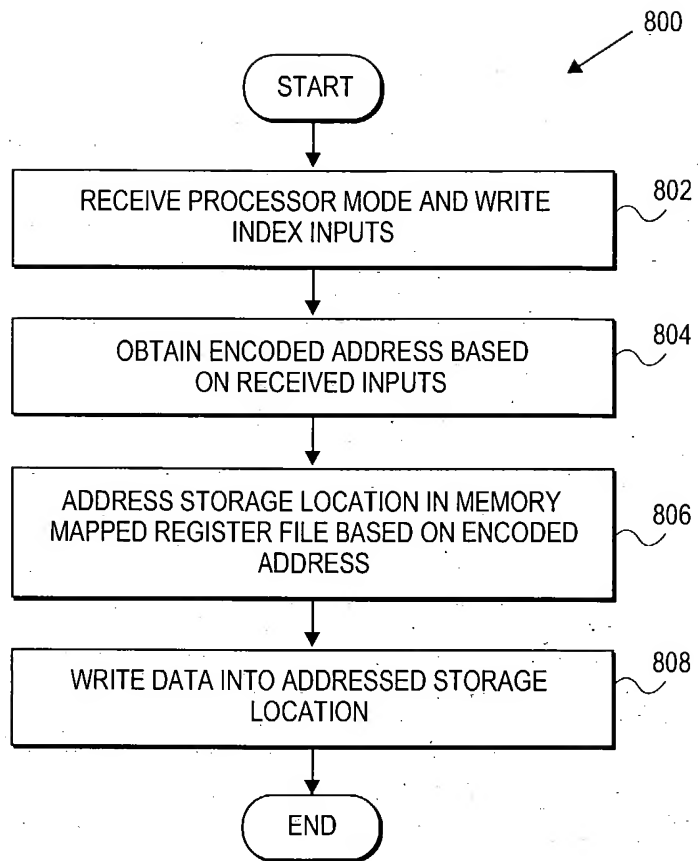 800
START
RECEIVE PROCESSOR MODE AND WRITE
INDEX INPUTS
802
OBTAIN ENCODED ADDRESS BASED
ON RECEIVED INPUTS
804
ADDRESS STORAGE LOCATION IN MEMORY
MAPPED REGISTER FILE BASED ON ENCODED
ADDRESS
806
WRITE DATA INTO ADDRESSED STORAGE
LOCATION
808
END